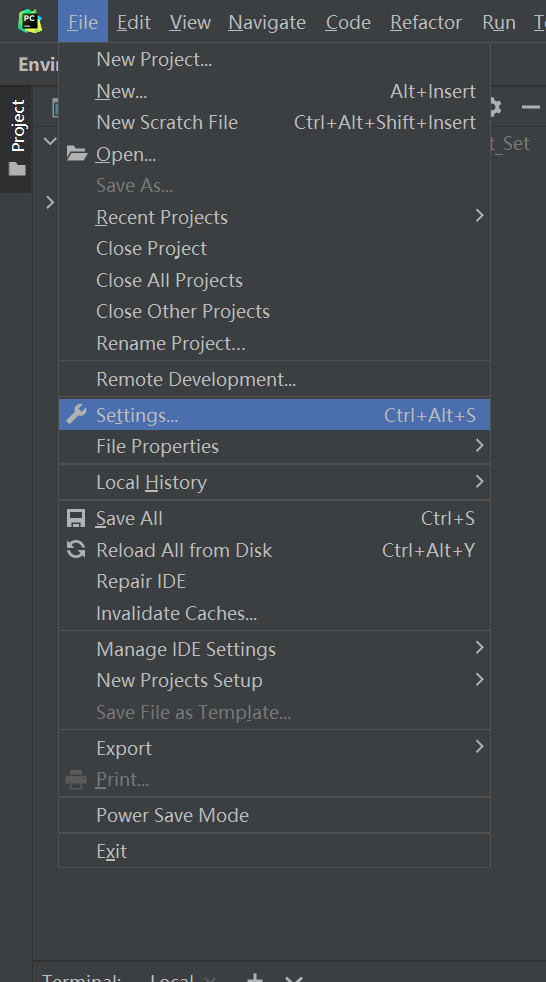 PC
File Edit View Navigate Code Refactor Run
Project
New Project...
New... Alt+Insert
New Scratch File Ctrl+Alt+Shift+Insert
Open...
Save As...
Recent Projects
Close Project
Close All Projects
Close Other Projects
Rename Project...
Remote Development...
Settings... Ctrl+Alt+S
File Properties
Local History
Save All Ctrl+S
Reload All from Disk Ctrl+Alt+Y
Repair IDE
Invalidate Caches...
Manage IDE Settings
New Projects Setup
Save File as Template...
Export
Print...
Power Save Mode
Exit
Terminal: Local